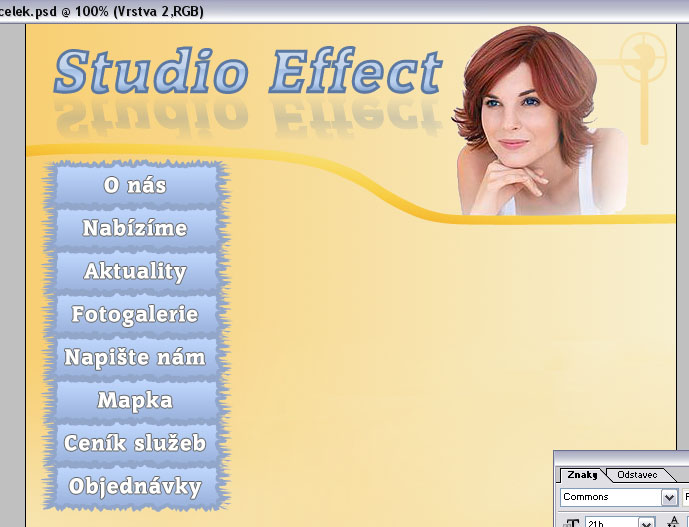 celek.psd @ 100% (Vrstva 2,RGB)
Studio Effect
O nás
Nabízíme
Aktuality
Fotogalerie
Napište nám
Mapka
Ceník služeb
Objednávky
Znaky Odstavec
Commons
21b